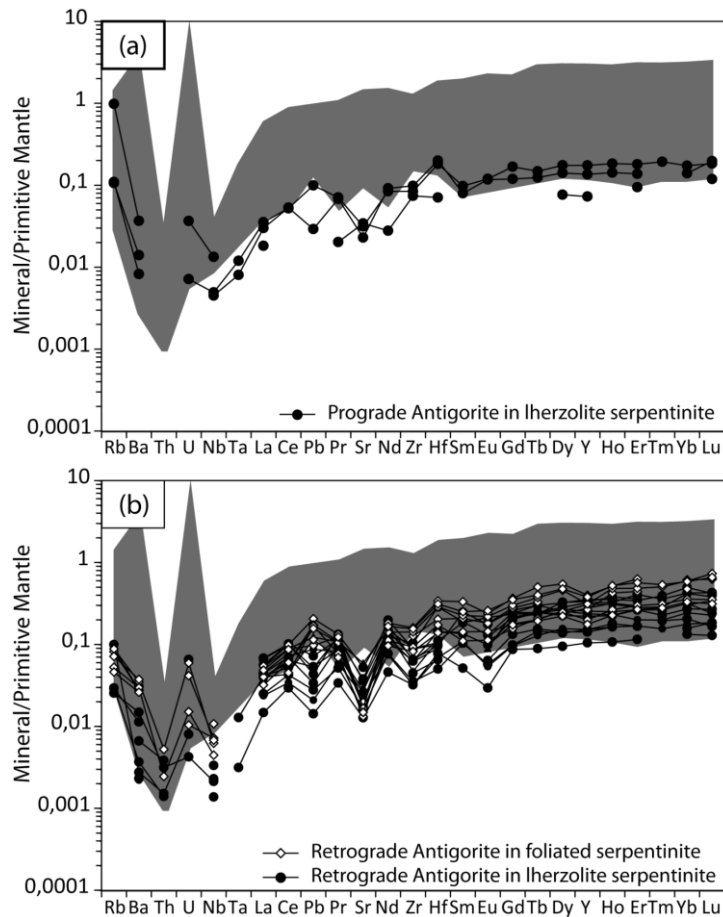 (a)
Mineral/Primitive Mantle
10
1
0,1
0,01
0,001
0,0001
Prograde Antigorite in lherzolite serpentinite
Rb Ba Th U Nb Ta La Ce Pb Pr Sr Nd Zr Hf Sm Eu Gd Tb Dy Y Ho Er Tm Yb Lu
(b)
Mineral/Primitive Mantle
10
1
0,1
0,01
0,001
0,0001
Retrograde Antigorite in foliated serpentinite
Retrograde Antigorite in lherzolite serpentinite
Rb Ba Th U Nb Ta La Ce Pb Pr Sr Nd Zr Hf Sm Eu Gd Tb Dy Y Ho Er Tm Yb Lu